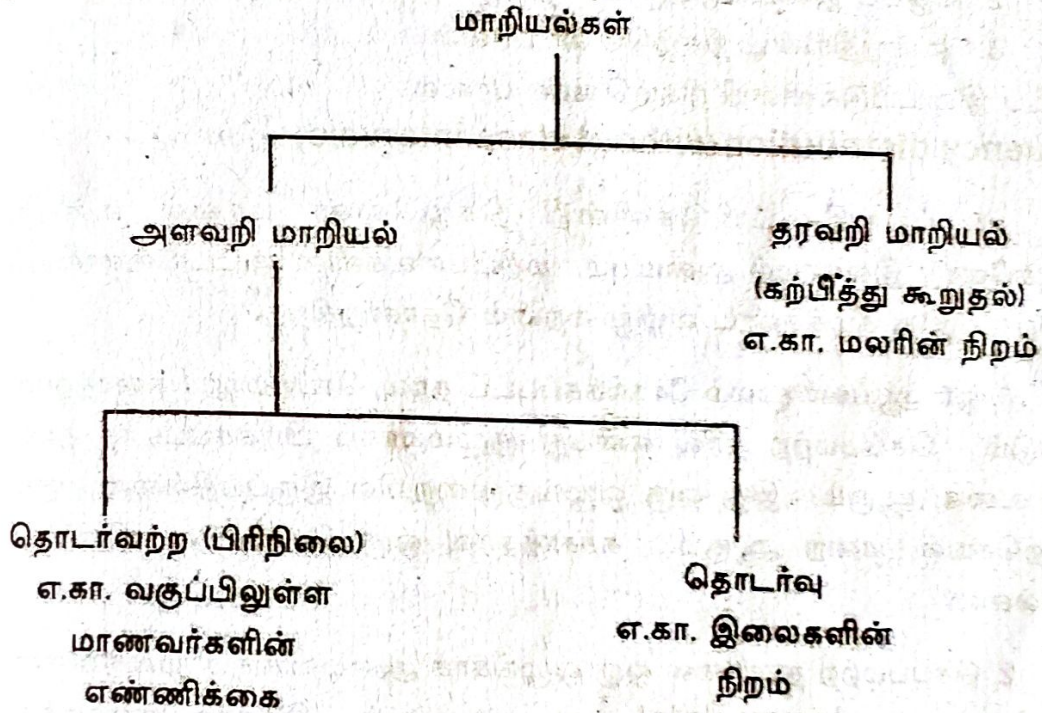 மாறியல்கள்
அளவறி மாறியல்
தரவறி மாறியல்
(கற்பித்து கூறுதல்)
எ.கா. மலரின் நிறம்
தொடர்வற்ற (பிரிநிலை)
எ.கா. வகுப்பிலுள்ள
மாணவர்களின்
எண்ணிக்கை
தொடர்வு
எ.கா. இலைகளின்
நிறம்